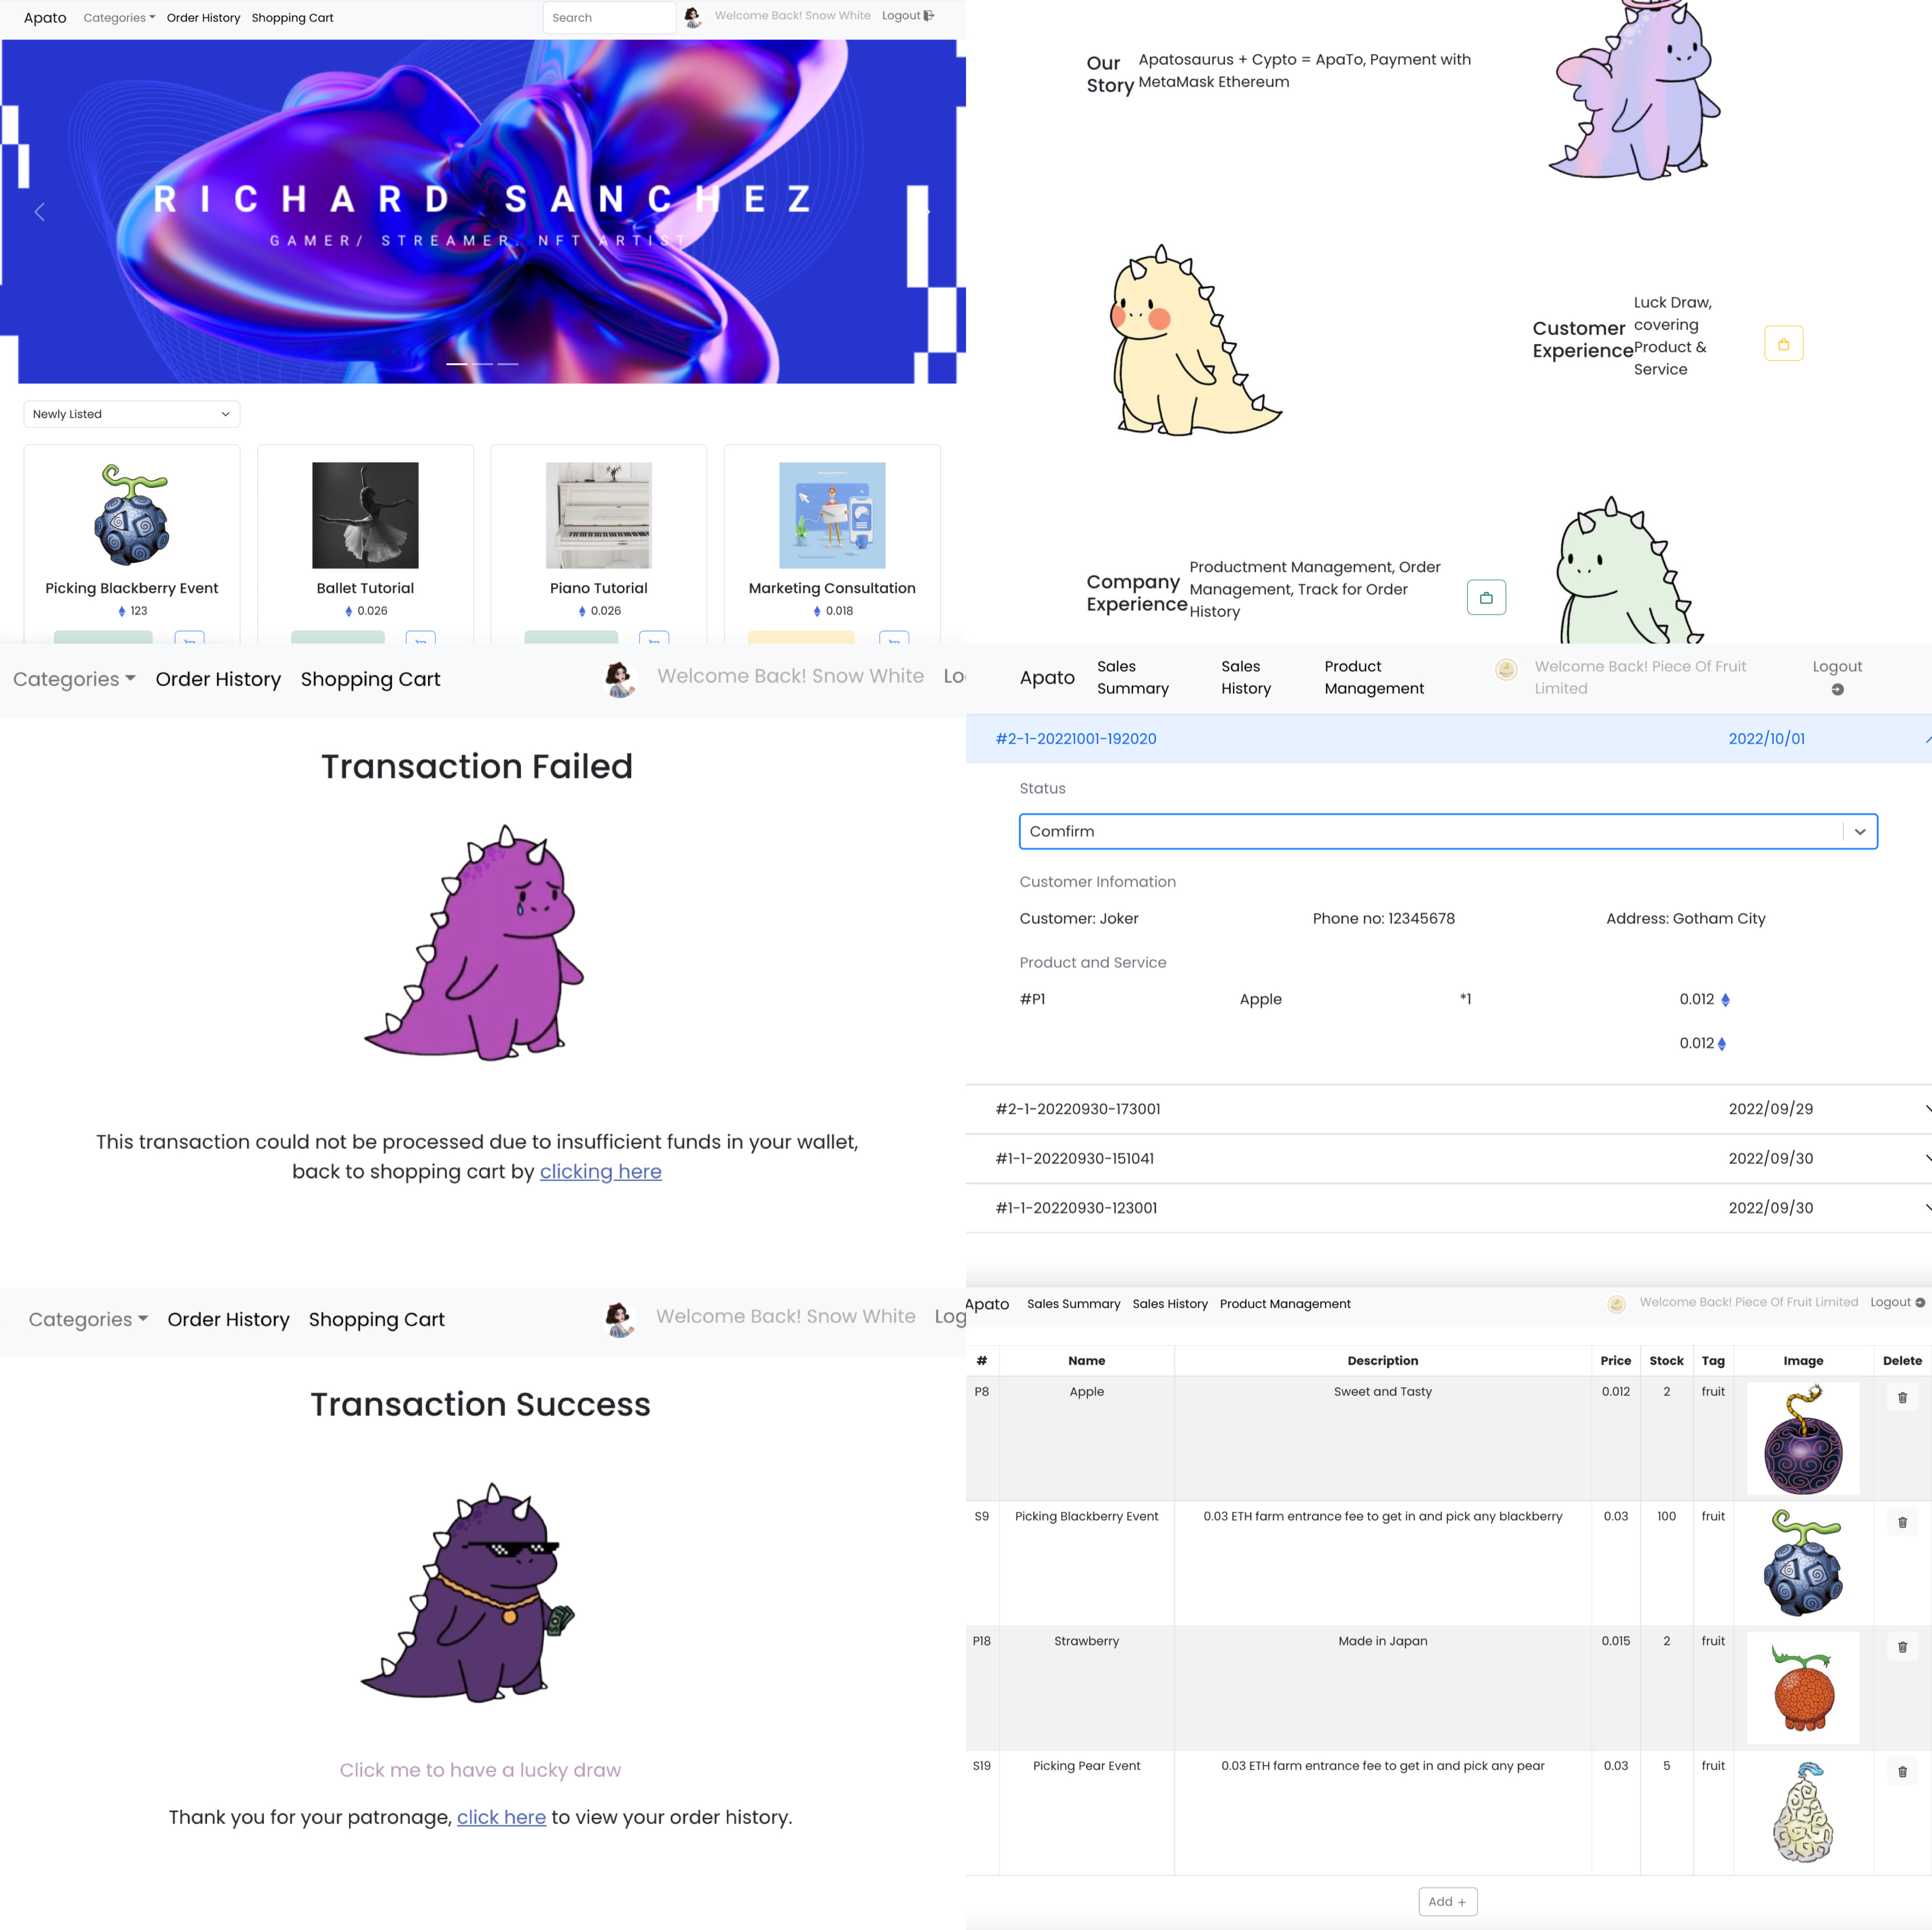 Apato Categories Order History Shopping Cart Search Welcome Back! Snow White Logout
RICHARD SANCHEZ
GAMER/ STREAMER. NFT ARTIST
Newly Listed
Picking Blackberry Event
123
Ballet Tutorial
0.026
Piano Tutorial
0.026
Marketing Consultation
0.018
Our
Story
Apatosaurus + Cypto = ApaTo, Payment with
MetaMask Ethereum
Customer
Experience
Luck Draw,
covering
Product &
Service
Company
Experience
Productment Management, Order
Management, Track for Order
History
Categories Order History Shopping Cart Welcome Back! Snow White Lo
Transaction Failed
This transaction could not be processed due to insufficient funds in your wallet,
back to shopping cart by clicking here
Apato
Sales
Summary
Sales
History
Product
Management
Welcome Back! Piece Of Fruit
Limited
Logout
#2-1-20221001-192020 2022/10/01
Status
Comfirm
Customer Infomation
Customer: Joker Phone no: 12345678 Address: Gotham City
Product and Service
#P1 Apple *1 0.012
0.012
#2-1-20220930-173001 2022/09/29
#1-1-20220930-151041 2022/09/30
#1-1-20220930-123001 2022/09/30
Categories Order History Shopping Cart Welcome Back! Snow White Log
Transaction Success
Click me to have a lucky draw
Thank you for your patronage, click here to view your order history.
Apato Sales Summary Sales History Product Management Welcome Back! Piece Of Fruit Limited Logout
# Name Description Price Stock Tag Image Delete
P8 Apple Sweet and Tasty 0.012 2 fruit
S9 Picking Blackberry Event 0.03 ETH farm entrance fee to get in and pick any blackberry 0.03 100 fruit
P18 Strawberry Made in Japan 0.015 2 fruit
S19 Picking Pear Event 0.03 ETH farm entrance fee to get in and pick any pear 0.03 5 fruit
Add +